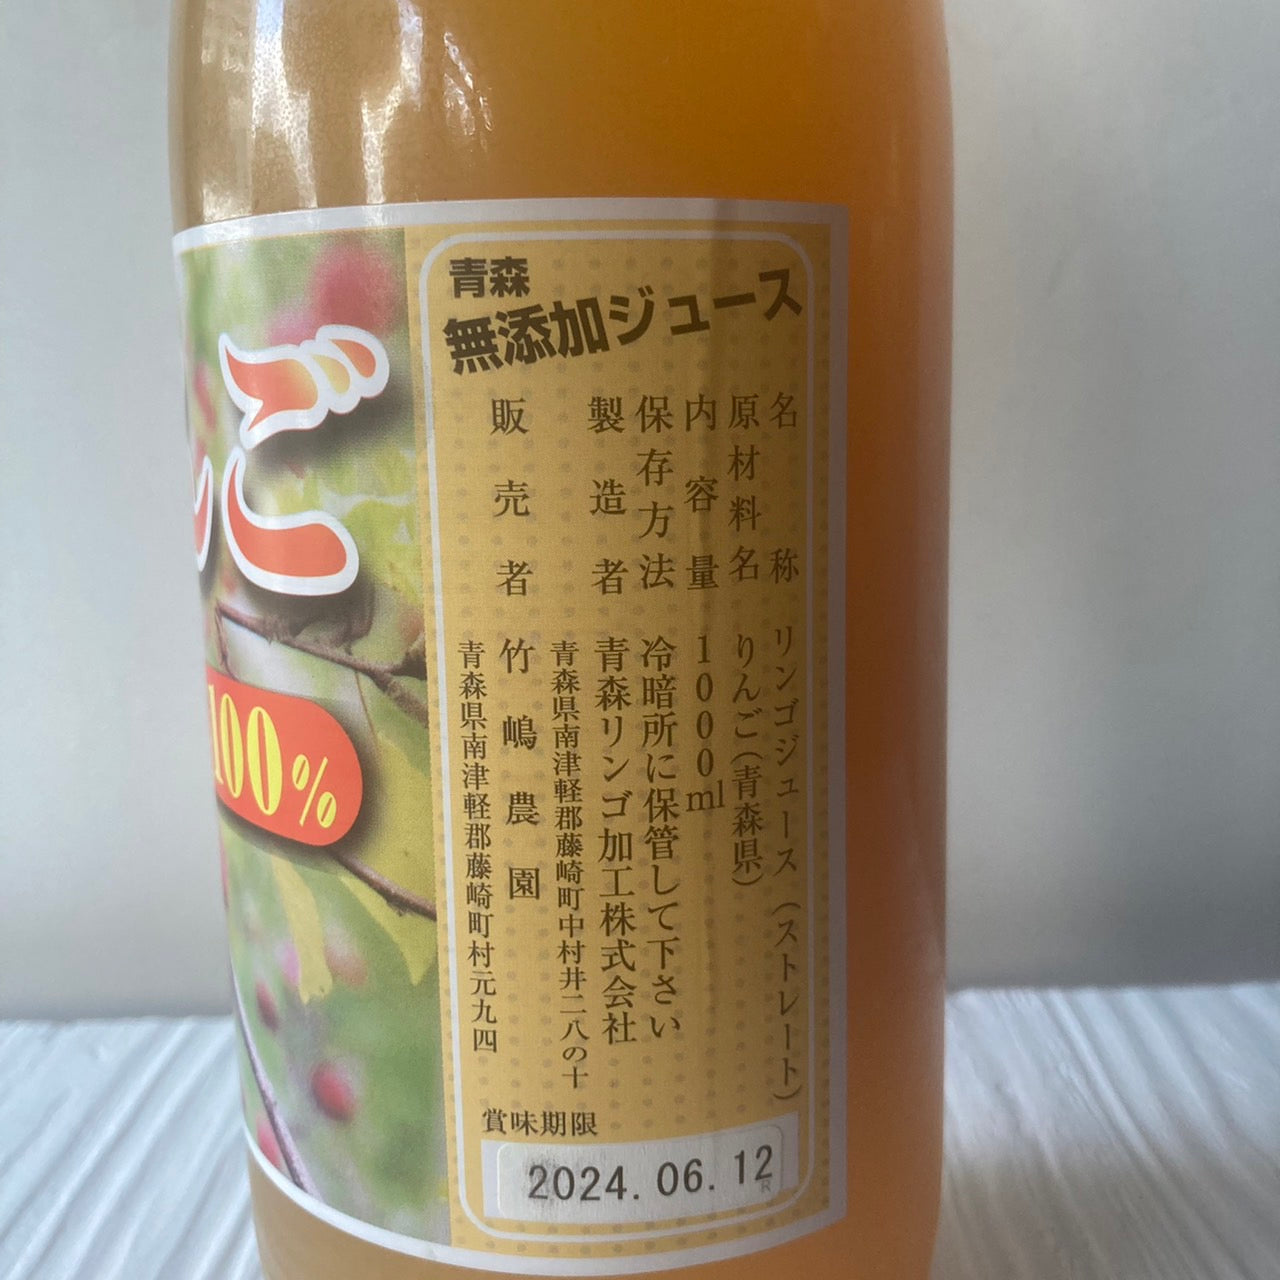 ご
100%
青森
無添加ジュース
名称 リンゴジュース(ストレート)
原材料名 りんご(青森県)
内容量 1000ml
保存方法 冷暗所に保管して下さい
製造者 青森リンゴ加工株式会社
青森県南津軽郡藤崎町中村井二八の十
販売者 竹嶋農園
青森県南津軽郡藤崎町村元九四
賞味期限
2024.06.12
R